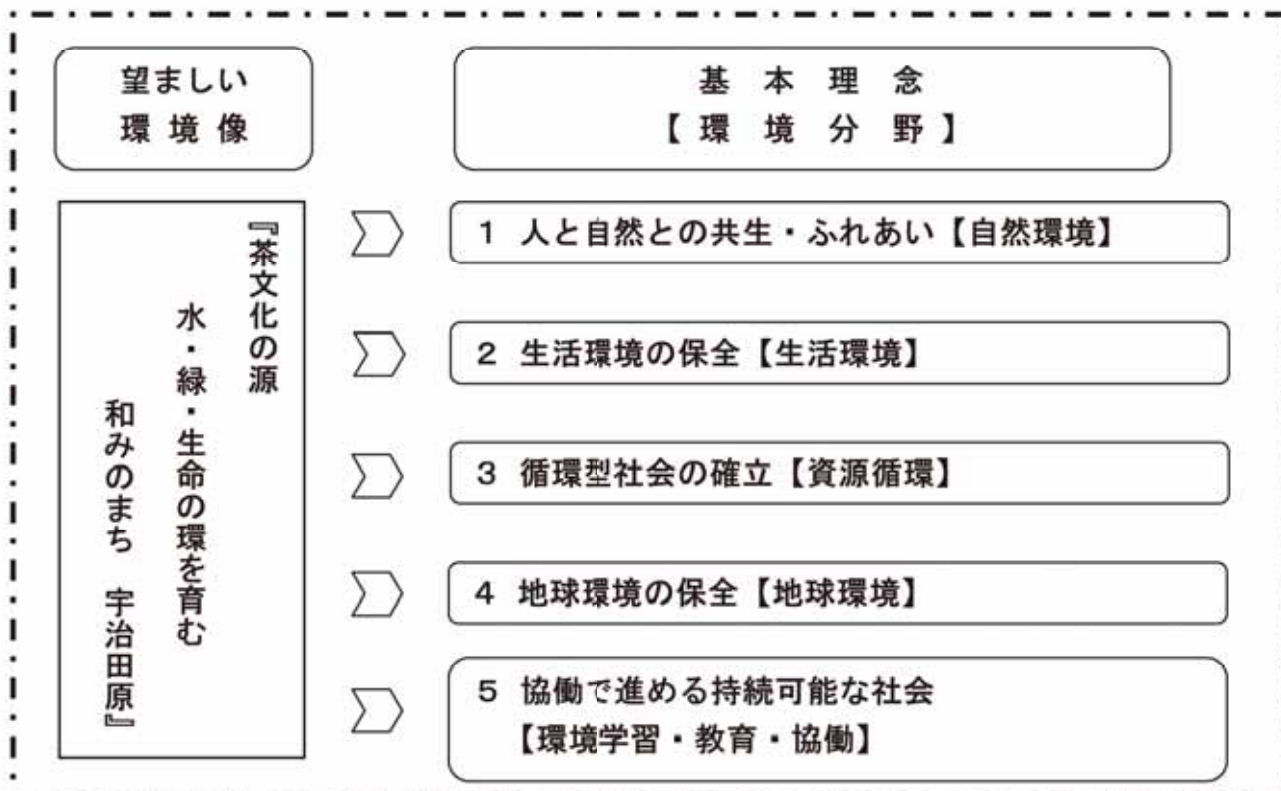 望ましい
環境像
基本理念
【環境分野】
『茶文化の源
水・緑・生命の環を育む
和みのまち　宇治田原』
1 人と自然との共生・ふれあい【自然環境】
2 生活環境の保全【生活環境】
3 循環型社会の確立【資源循環】
4 地球環境の保全【地球環境】
5 協働で進める持続可能な社会
【環境学習・教育・協働】